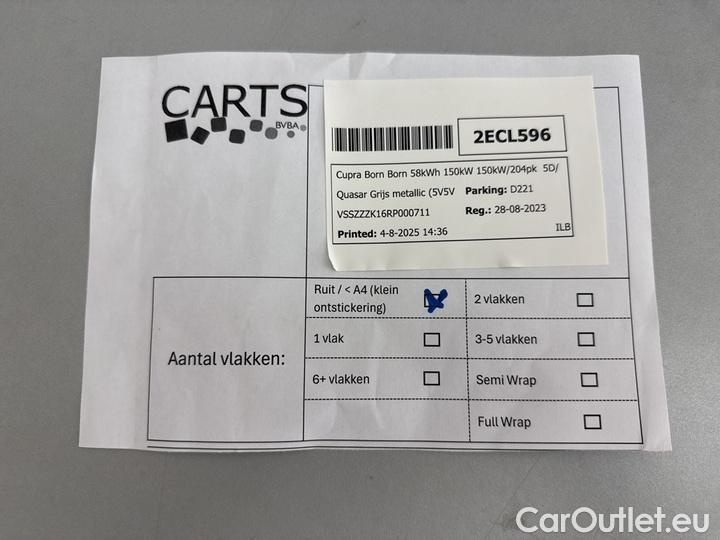 CARTS
BVBA
2ECL596
Cupra Born Born 58kWh 150kW 150kW/204pk 5D/
Quasar Grijs metallic (5V5V Parking: D221
VSSZZZK16RP000711 Reg.: 28-08-2023
Printed: 4-8-2025 14:36 ILB
Aantal vlakken:
Ruit / < A4 (klein
ontstickering)
2 vlakken
1 vlak
3-5 vlakken
6+ vlakken
Semi Wrap
Full Wrap
CarOutlet.eu